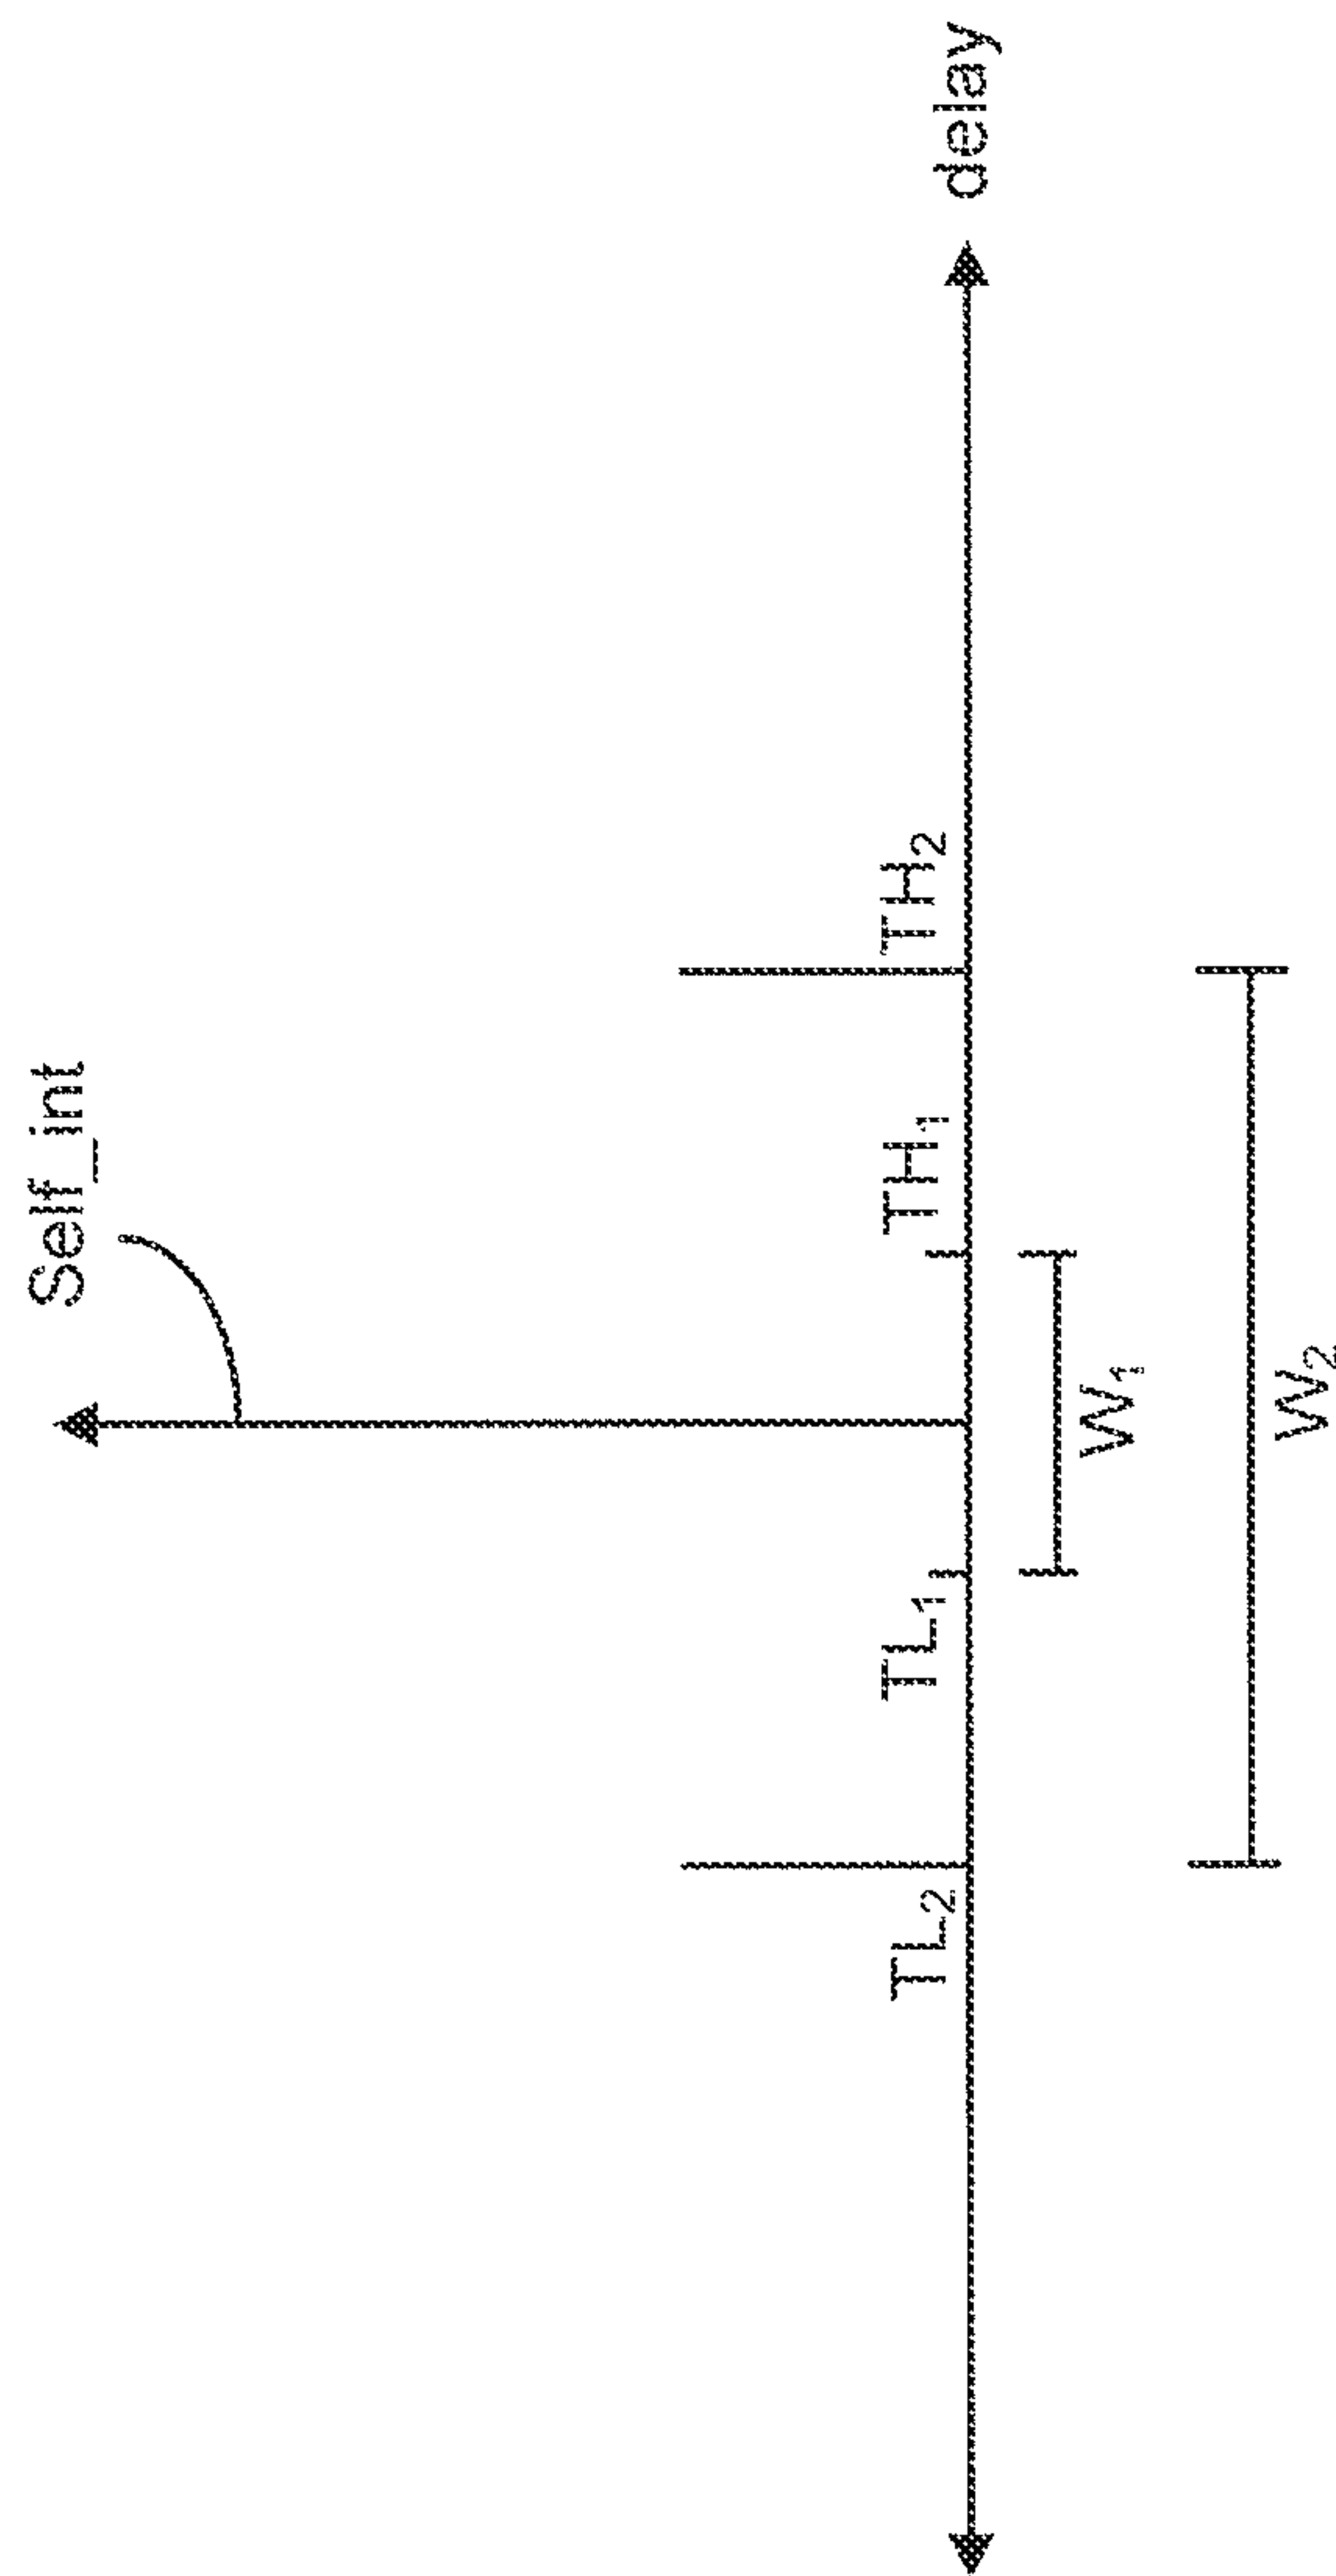 Self_int
TL₂
TL₁
TH₁
TH₂
delay
W₁
W₂